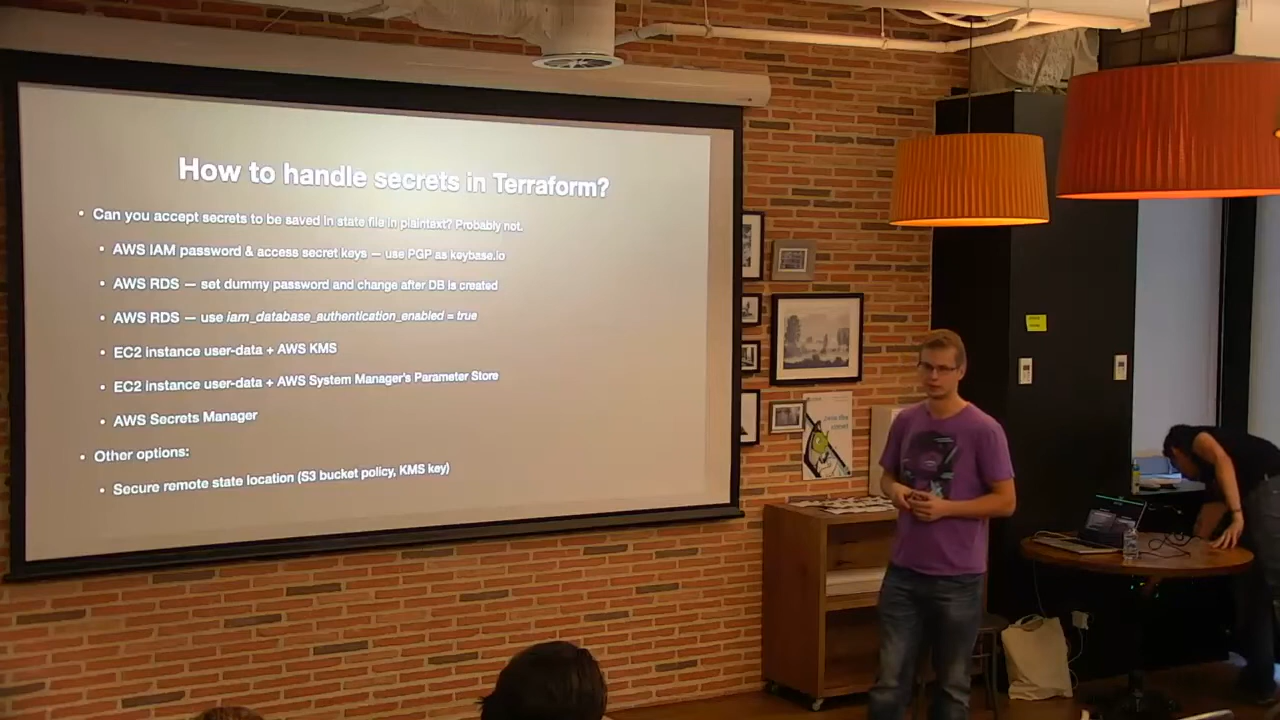 How to handle secrets in Terraform?
• Can you accept secrets to be saved in state file in plaintext? Probably not.
• AWS IAM password & access secret keys — use PGP as keybase.io
• AWS RDS — set dummy password and change after DB is created
• AWS RDS — use iam_database_authentication_enabled = true
• EC2 instance user-data + AWS KMS
• EC2 instance user-data + AWS System Manager's Parameter Store
• AWS Secrets Manager
• Other options:
• Secure remote state location (S3 bucket policy, KMS key)